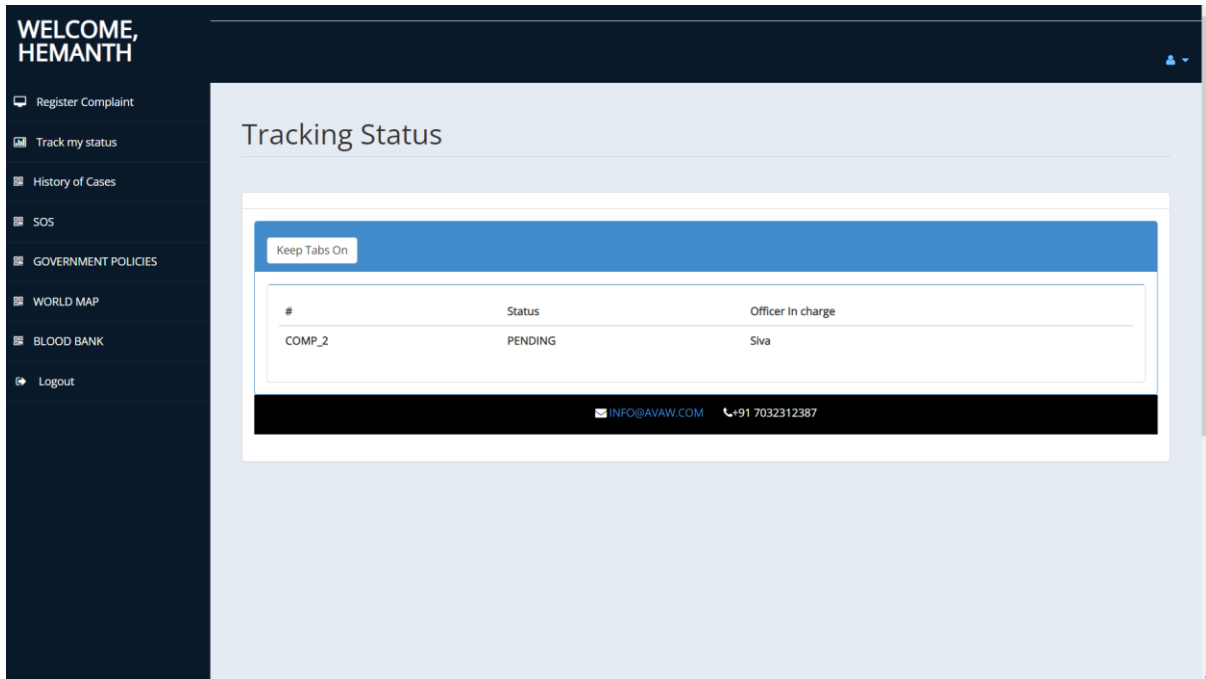 WELCOME,
HEMANTH
Register Complaint
Track my status
History of Cases
SOS
GOVERNMENT POLICIES
WORLD MAP
BLOOD BANK
Logout
Tracking Status
Keep Tabs On
# Status Officer In charge
COMP_2 PENDING Siva
INFO@AVAW.COM +91 7032312387